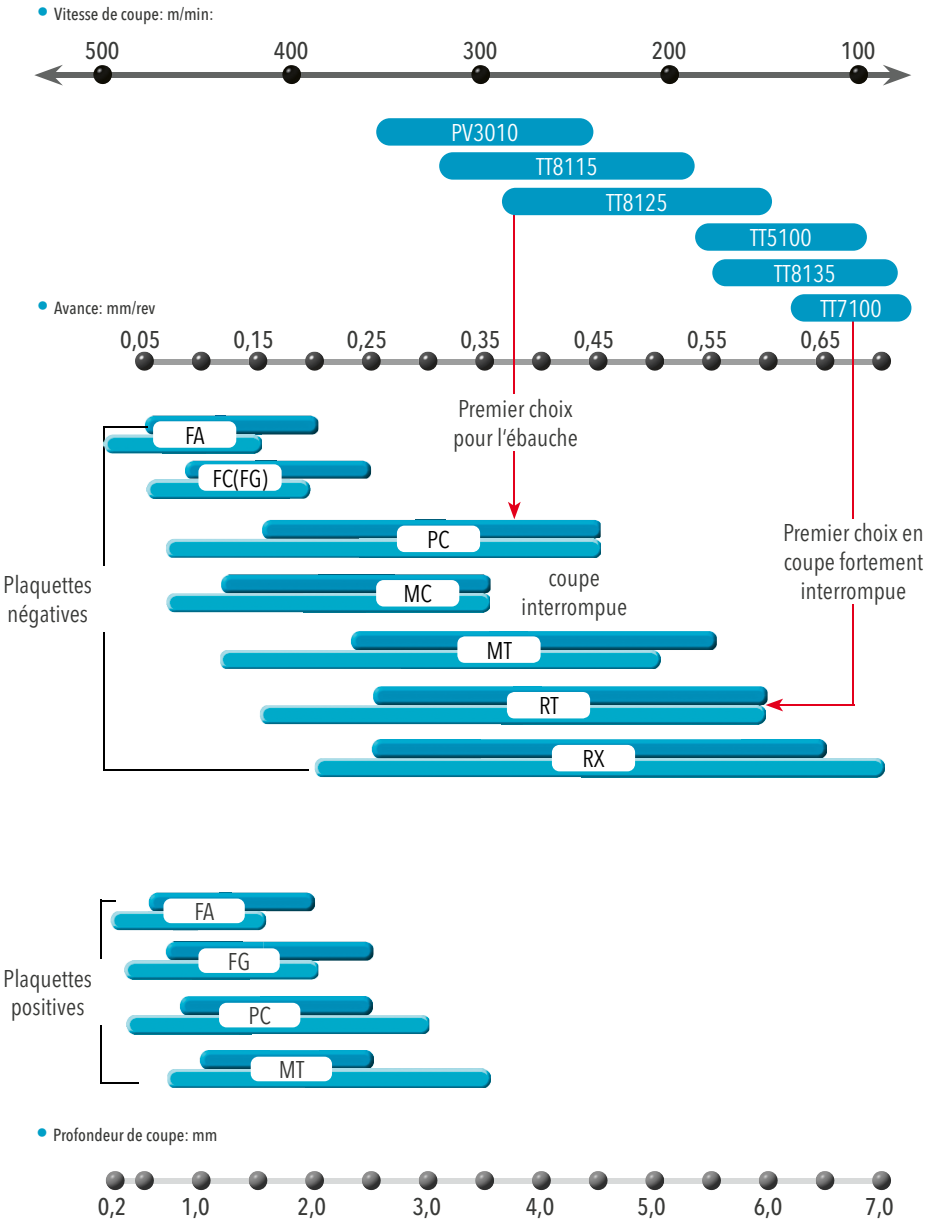 Vitesse de coupe: m/min:
500 400 300 200 100
PV3010
TT8115
TT8125
TT5100
TT8135
TT7100
Avance: mm/rev
0,05 0,15 0,25 0,35 0,45 0,55 0,65
Premier choix
pour l'ébauche
FA
FC(FG)
PC
Premier choix en
coupe fortement
interrompue
MC
coupe
interrompue
Plaquettes
négatives
MT
RT
RX
FA
FG
Plaquettes
positives
PC
MT
Profondeur de coupe: mm
0,2 1,0 2,0 3,0 4,0 5,0 6,0 7,0